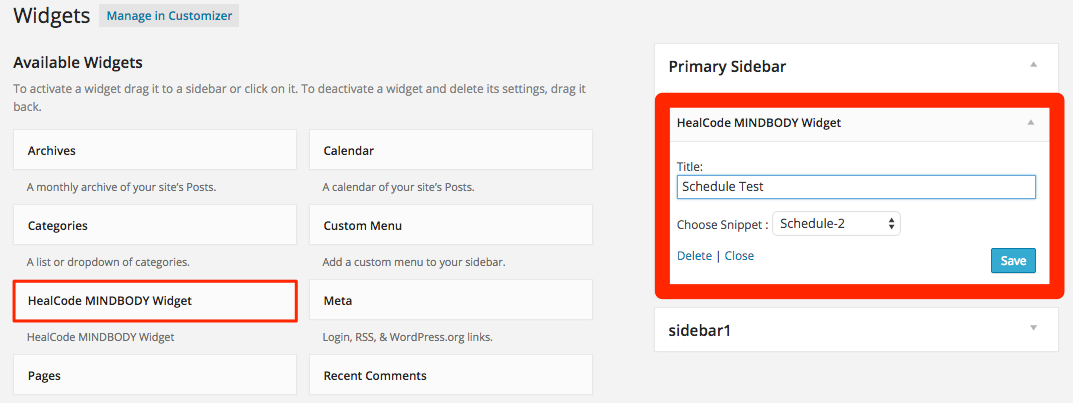 Widgets Manage in Customizer
Available Widgets
To activate a widget drag it to a sidebar or click on it. To deactivate a widget and delete its settings, drag it
back.
Archives
A monthly archive of your site's Posts.
Calendar
A calendar of your site's Posts.
Categories
A list or dropdown of categories.
Custom Menu
Add a custom menu to your sidebar.
HealCode MINDBODY Widget
HealCode MINDBODY Widget
Meta
Login, RSS, & WordPress.org links.
Pages
Recent Comments
Primary Sidebar
HealCode MINDBODY Widget
Title:
Schedule Test
Choose Snippet : Schedule-2
Delete | Close
Save
sidebar1